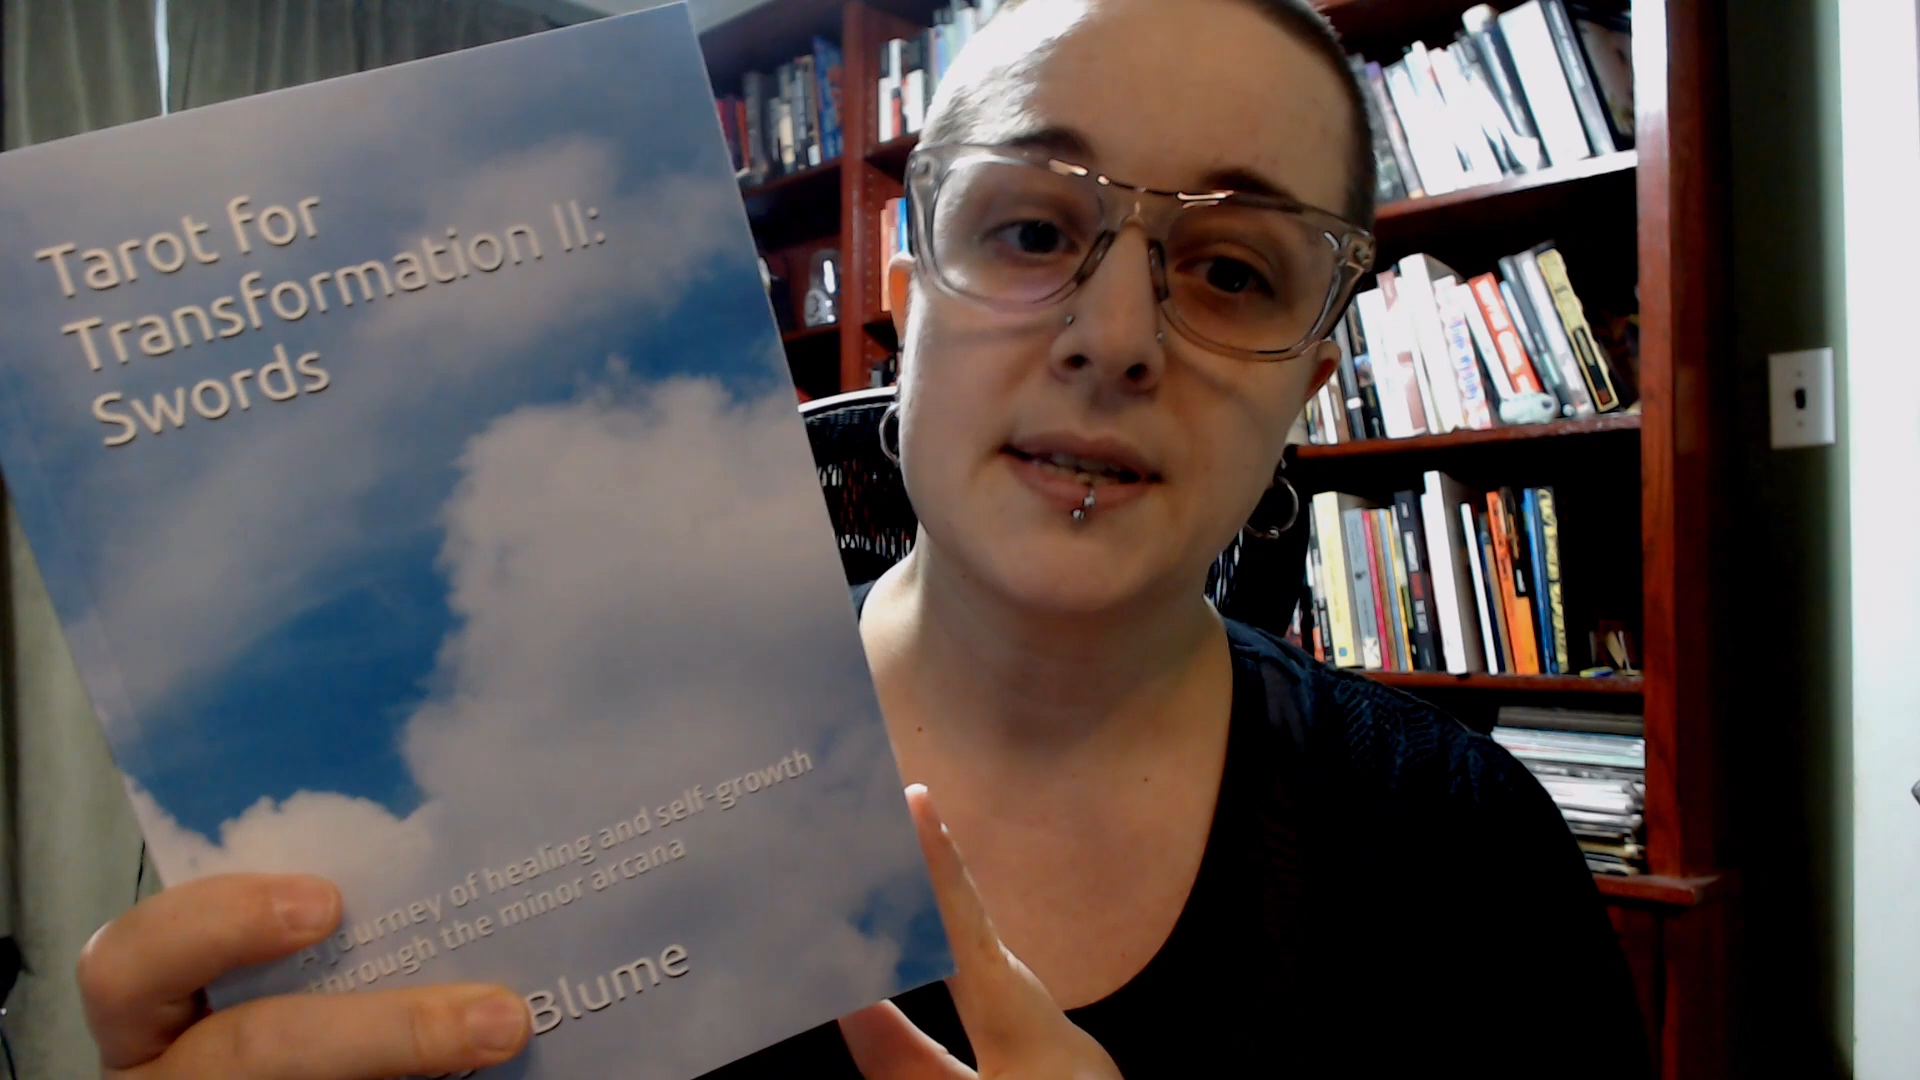 Tarot for
Transformation II:
Swords
A journey of healing and self-growth
through the minor arcana
Blume